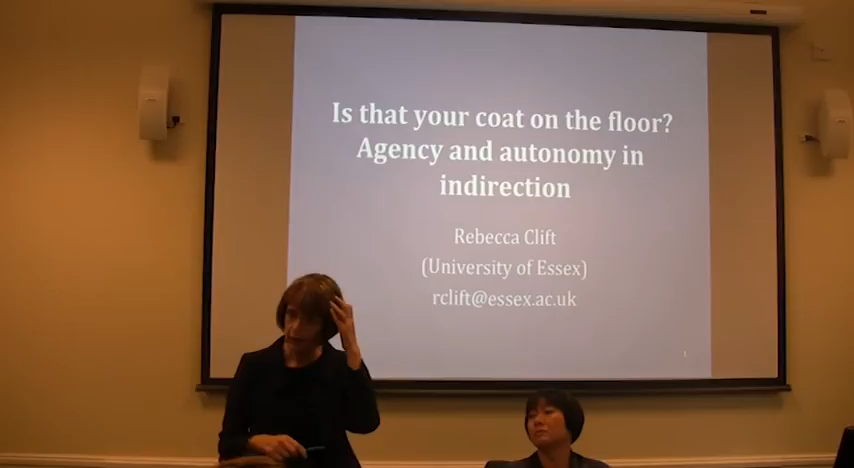 Is that your coat on the floor?
Agency and autonomy in
indirection
Rebecca Clift
(University of Essex)
rclift@essex.ac.uk
1